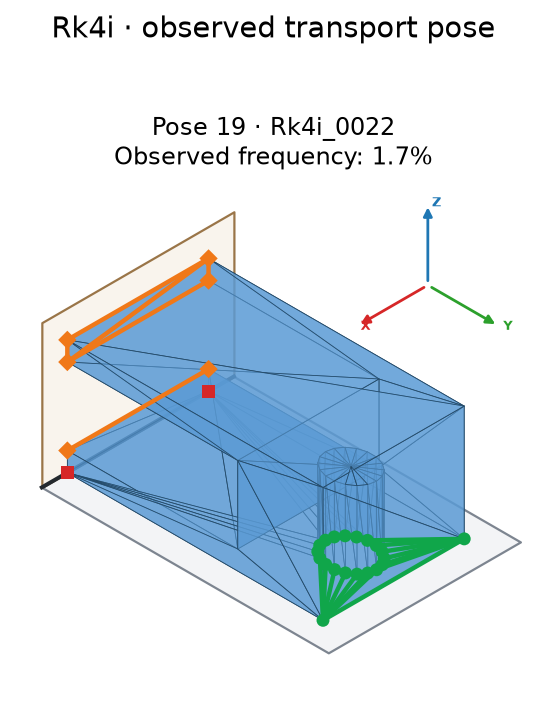 Rk4i · observed transport pose
Pose 19 · Rk4i_0022
Observed frequency: 1.7%
Z
X
Y